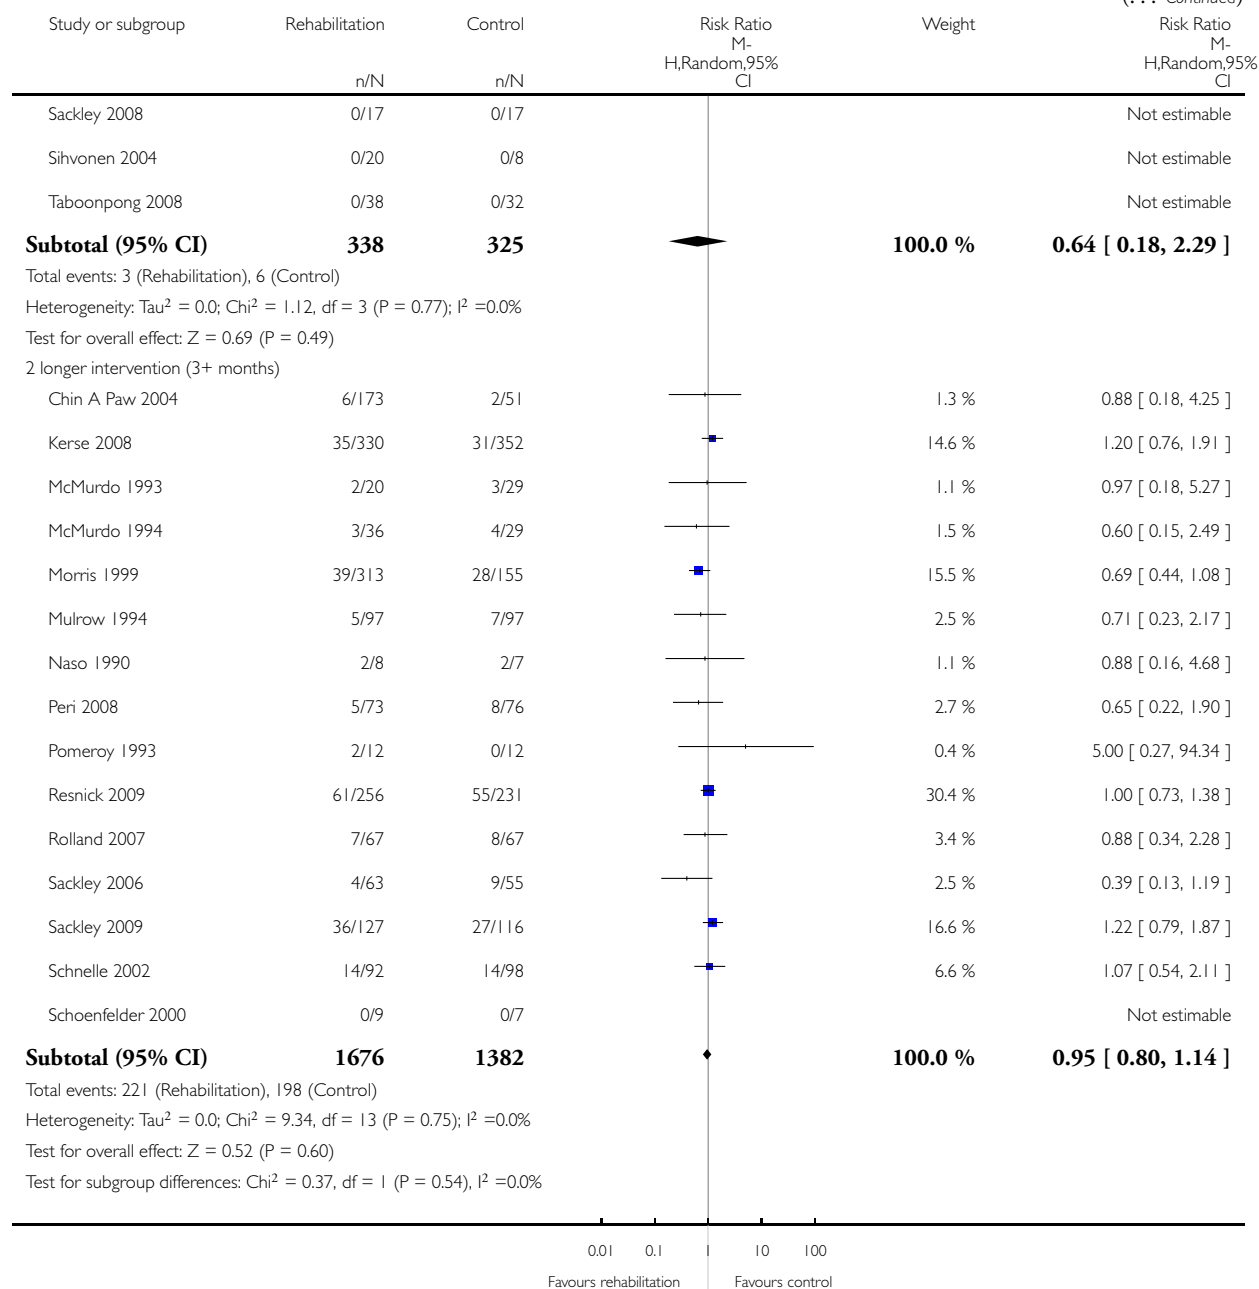 (. . . Continued)
Study or subgroup Rehabilitation Control Risk Ratio Weight Risk Ratio
M- M-
H,Random,95% H,Random,95%
n/N n/N CI CI
Sackley 2008 0/17 0/17 Not estimable
Sihvonen 2004 0/20 0/8 Not estimable
Taboonpong 2008 0/38 0/32 Not estimable
Subtotal (95% CI) 338 325 100.0 % 0.64 [ 0.18, 2.29 ]
Total events: 3 (Rehabilitation), 6 (Control)
Heterogeneity: Tau² = 0.0; Chi² = 1.12, df = 3 (P = 0.77); I² =0.0%
Test for overall effect: Z = 0.69 (P = 0.49)
2 longer intervention (3+ months)
Chin A Paw 2004 6/173 2/51 1.3 % 0.88 [ 0.18, 4.25 ]
Kerse 2008 35/330 31/352 14.6 % 1.20 [ 0.76, 1.91 ]
McMurdo 1993 2/20 3/29 1.1 % 0.97 [ 0.18, 5.27 ]
McMurdo 1994 3/36 4/29 1.5 % 0.60 [ 0.15, 2.49 ]
Morris 1999 39/313 28/155 15.5 % 0.69 [ 0.44, 1.08 ]
Mulrow 1994 5/97 7/97 2.5 % 0.71 [ 0.23, 2.17 ]
Naso 1990 2/8 2/7 1.1 % 0.88 [ 0.16, 4.68 ]
Peri 2008 5/73 8/76 2.7 % 0.65 [ 0.22, 1.90 ]
Pomeroy 1993 2/12 0/12 0.4 % 5.00 [ 0.27, 94.34 ]
Resnick 2009 61/256 55/231 30.4 % 1.00 [ 0.73, 1.38 ]
Rolland 2007 7/67 8/67 3.4 % 0.88 [ 0.34, 2.28 ]
Sackley 2006 4/63 9/55 2.5 % 0.39 [ 0.13, 1.19 ]
Sackley 2009 36/127 27/116 16.6 % 1.22 [ 0.79, 1.87 ]
Schnelle 2002 14/92 14/98 6.6 % 1.07 [ 0.54, 2.11 ]
Schoenfelder 2000 0/9 0/7 Not estimable
Subtotal (95% CI) 1676 1382 100.0 % 0.95 [ 0.80, 1.14 ]
Total events: 221 (Rehabilitation), 198 (Control)
Heterogeneity: Tau² = 0.0; Chi² = 9.34, df = 13 (P = 0.75); I² =0.0%
Test for overall effect: Z = 0.52 (P = 0.60)
Test for subgroup differences: Chi² = 0.37, df = 1 (P = 0.54), I² =0.0%
0.01 0.1 1 10 100
Favours rehabilitation Favours control